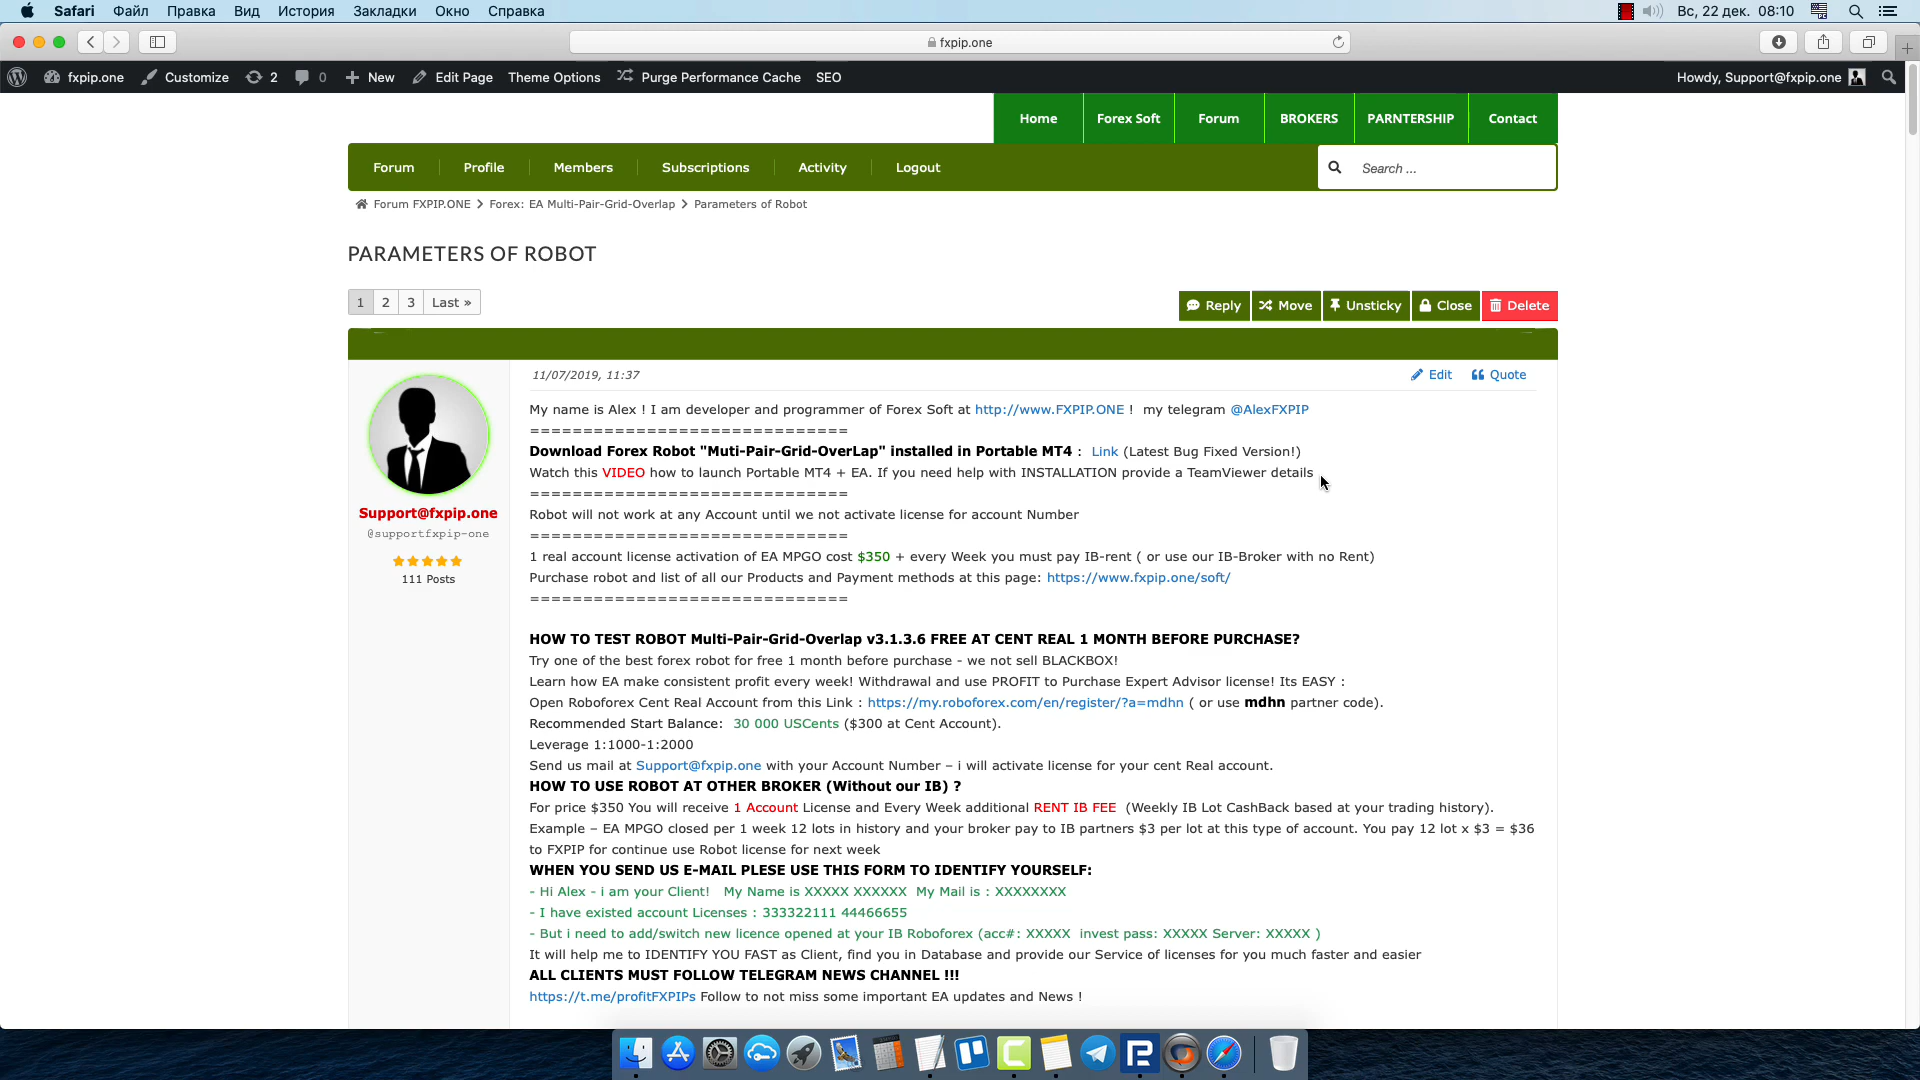 Safari Файл Правка Вид История Закладки Окно Справка Вс, 22 дек. 08:10
fxpip.one
fxpip.one Customize 2 0 New Edit Page Theme Options Purge Performance Cache SEO Howdy, Support@fxpip.one
Home Forex Soft Forum BROKERS PARNTERSHIP Contact
Forum Profile Members Subscriptions Activity Logout Search ...
Forum FXPIP.ONE Forex: EA Multi-Pair-Grid-Overlap Parameters of Robot
PARAMETERS OF ROBOT
1 2 3 Last » Reply Move Unsticky Close Delete
11/07/2019, 11:37 Edit Quote
My name is Alex ! I am developer and programmer of Forex Soft at http://www.FXPIP.ONE ! my telegram @AlexFXPIP
==============================
Download Forex Robot "Muti-Pair-Grid-OverLap" installed in Portable MT4 : Link (Latest Bug Fixed Version!)
Watch this VIDEO how to launch Portable MT4 + EA. If you need help with INSTALLATION provide a TeamViewer details
==============================
Support@fxpip.one
@supportfxpip-one
111 Posts
Robot will not work at any Account until we not activate license for account Number
==============================
1 real account license activation of EA MPGO cost $350 + every Week you must pay IB-rent ( or use our IB-Broker with no Rent)
Purchase robot and list of all our Products and Payment methods at this page: https://www.fxpip.one/soft/
==============================
HOW TO TEST ROBOT Multi-Pair-Grid-Overlap v3.1.3.6 FREE AT CENT REAL 1 MONTH BEFORE PURCHASE?
Try one of the best forex robot for free 1 month before purchase - we not sell BLACKBOX!
Learn how EA make consistent profit every week! Withdrawal and use PROFIT to Purchase Expert Advisor license! Its EASY :
Open Roboforex Cent Real Account from this Link : https://my.roboforex.com/en/register/?a=mdhn ( or use mdhn partner code).
Recommended Start Balance: 30 000 USCents ($300 at Cent Account).
Leverage 1:1000-1:2000
Send us mail at Support@fxpip.one with your Account Number – i will activate license for your cent Real account.
HOW TO USE ROBOT AT OTHER BROKER (Without our IB) ?
For price $350 You will receive 1 Account License and Every Week additional RENT IB FEE (Weekly IB Lot CashBack based at your trading history).
Example – EA MPGO closed per 1 week 12 lots in history and your broker pay to IB partners $3 per lot at this type of account. You pay 12 lot x $3 = $36
to FXPIP for continue use Robot license for next week
WHEN YOU SEND US E-MAIL PLESE USE THIS FORM TO IDENTIFY YOURSELF:
- Hi Alex - i am your Client! My Name is XXXXX XXXXXX My Mail is : XXXXXXXX
- I have existed account Licenses : 333322111 44466655
- But i need to add/switch new licence opened at your IB Roboforex (acc#: XXXXX invest pass: XXXXX Server: XXXXX )
It will help me to IDENTIFY YOU FAST as Client, find you in Database and provide our Service of licenses for you much faster and easier
ALL CLIENTS MUST FOLLOW TELEGRAM NEWS CHANNEL !!!
https://t.me/profitFXPIPs Follow to not miss some important EA updates and News !